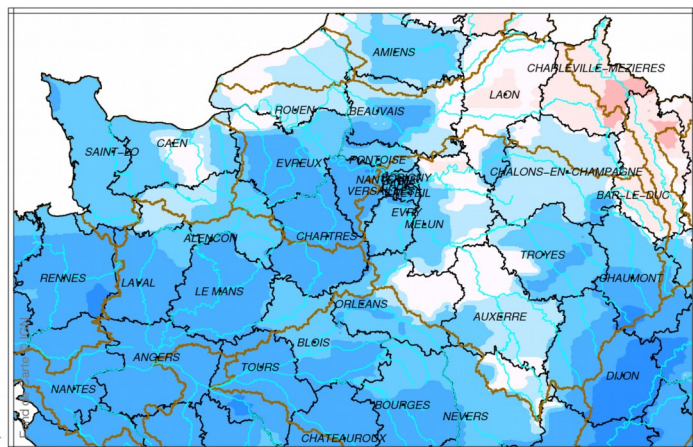 AMIENS
CHARLEVILLE-MEZIERES
LAON
ROUEN
BEAUVAIS
CAEN
SAINT-LO
EVREUX
PONTOISE
CHALONS-EN-CHAMPAGNE
BAR-LE-DUC
EVRY
MELUN
ALENCON
CHARTRES
TROYES
RENNES
LAVAL
LE MANS
CHAUMONT
ORLEANS
AUXERRE
BLOIS
ANGERS
TOURS
DIJON
NANTES
BOURGES
NEVERS
CHATEAUROUX